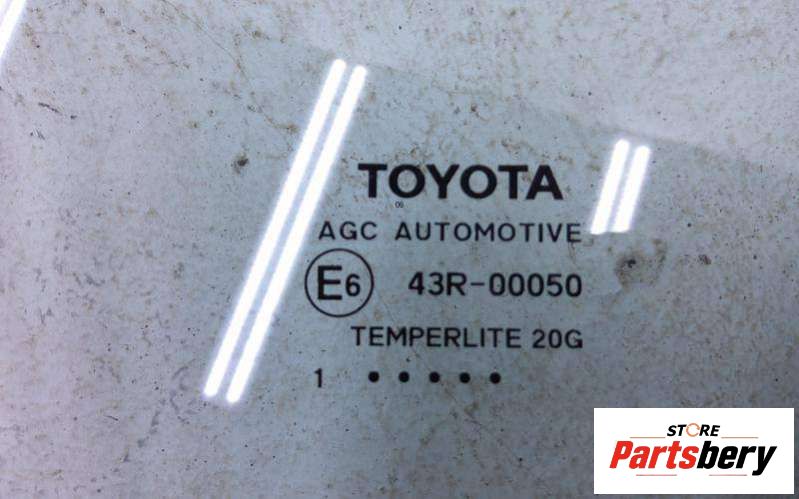 TOYOTA
AGC AUTOMOTIVE
E6 43R-00050
TEMPERLITE 20G
1 •••••
STORE
Partsbery